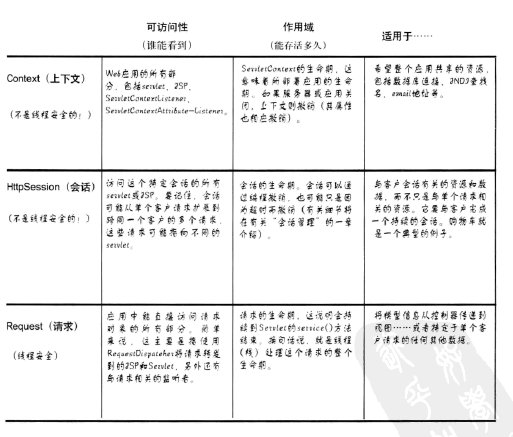 可访问性
（谁能看到）
作用域
（能存活多久）
适用于……
Context（上下文）
（不是线程安全的！）
Web应用的所有部
分，包括servlet、JSP、
ServletContextListener、
ServletContextAttribute-Listener。
ServletContext的生命期，这
意味着所部署应用的生命
期。如果服务器或应用关
闭，上下文则撤销（其属性
也相应撤销）。
希望整个应用共享的资源，
包括数据库连接、JNDI查找
名、email地址等。
HttpSession（会话）
（不是线程安全的！）
访问这个特定会话的所有
servlet或JSP。要记住，会话
可能从单个客户请求扩展到
跨同一个客户的多个请求，
这些请求可能指向不同的
servlet。
会话的生命期。会话可以通
过编程撤销，也可能只是因
为超时而撤销（有关细节将
在有关“会话管理”的一章
介绍）。
与客户会话有关的资源和数
据，而不只是与单个请求相
关的资源。它需与客户完成
一个持续的会话。购物车就
是一个典型的例子。
Request（请求）
（线程安全）
应用中能直接访问请求
对象的所有部分。简单
来说，这主要是指使用
RequestDispatcher将请求转发
到的JSP和Servlet，另外还有
与请求相关的监听者。
请求的生命期，这说明会持
续到Servlet的service()方法
结束。换句话说，就是线程
（栈）处理这个请求的整个
生命期。
将模型信息从控制器传递到
视图……或者特定于单个客
户请求的任何其他数据。